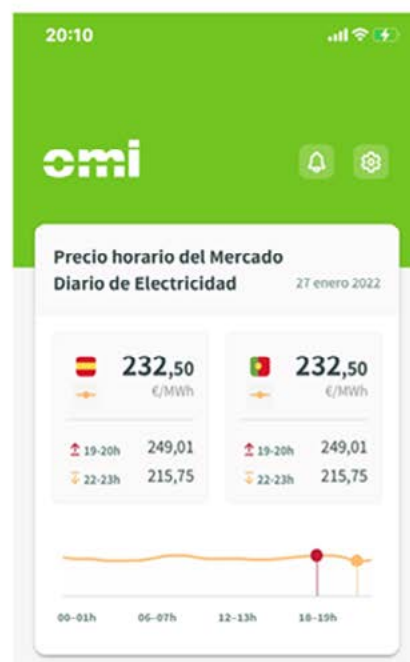 20:10
omi
Precio horario del Mercado
Diario de Electricidad
27 enero 2022
232,50
€/MWh
19-20h 249,01
22-23h 215,75
232,50
€/MWh
19-20h 249,01
22-23h 215,75
00-01h 06-07h 12-13h 18-19h